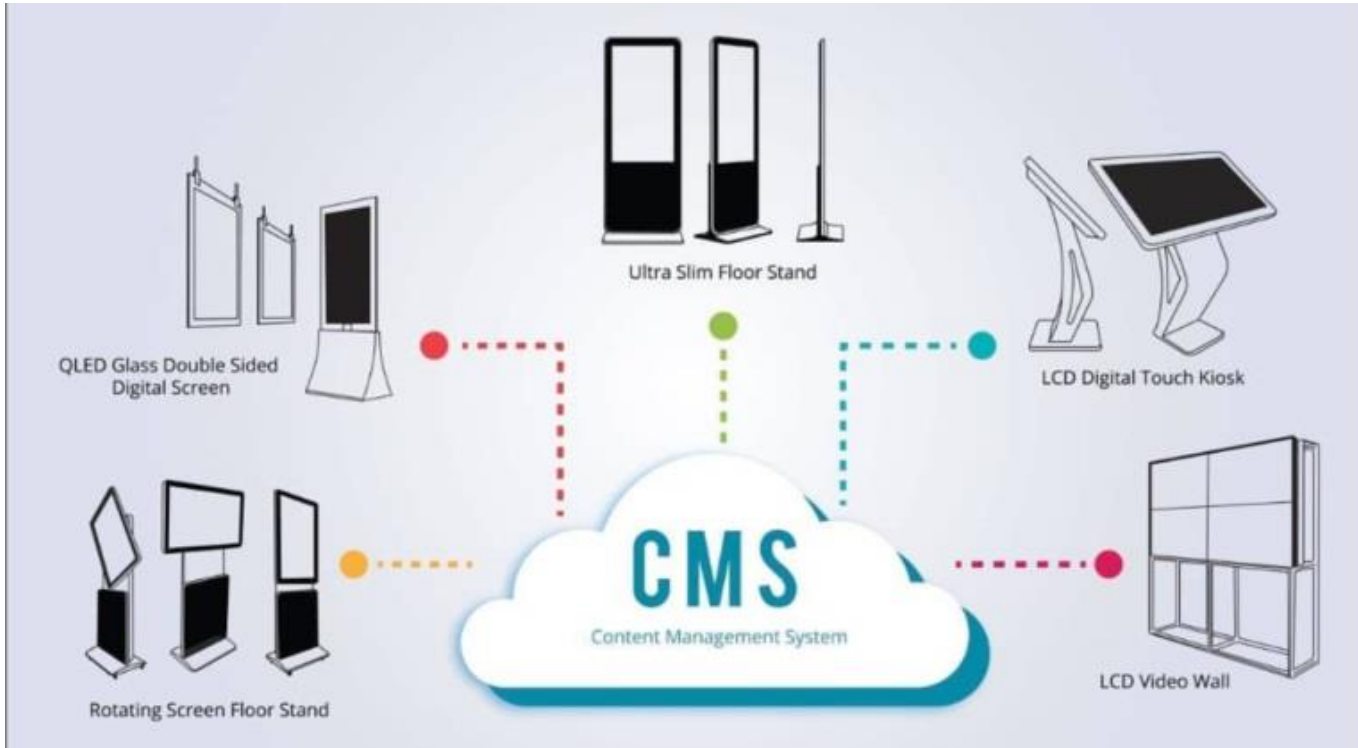 Ultra Slim Floor Stand
QLED Glass Double Sided
Digital Screen
LCD Digital Touch Kiosk
CMS
Content Management System
Rotating Screen Floor Stand
LCD Video Wall